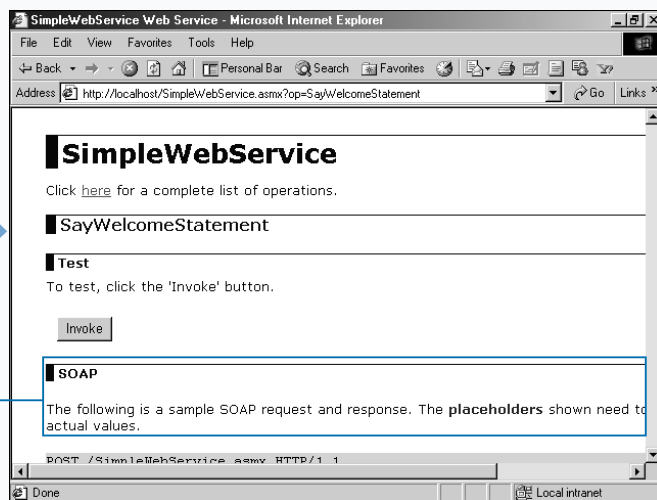 SimpleWebService Web Service - Microsoft Internet Explorer
File Edit View Favorites Tools Help
Back Personal Bar Search Favorites
Address http://localhost/SimpleWebService.asmx?op=SayWelcomeStatement Go Links »
SimpleWebService
Click here for a complete list of operations.
SayWelcomeStatement
Test
To test, click the 'Invoke' button.
Invoke
SOAP
The following is a sample SOAP request and response. The placeholders shown need to
actual values.
POST /SimpleWebService.asmx HTTP/1.1
Done Local intranet